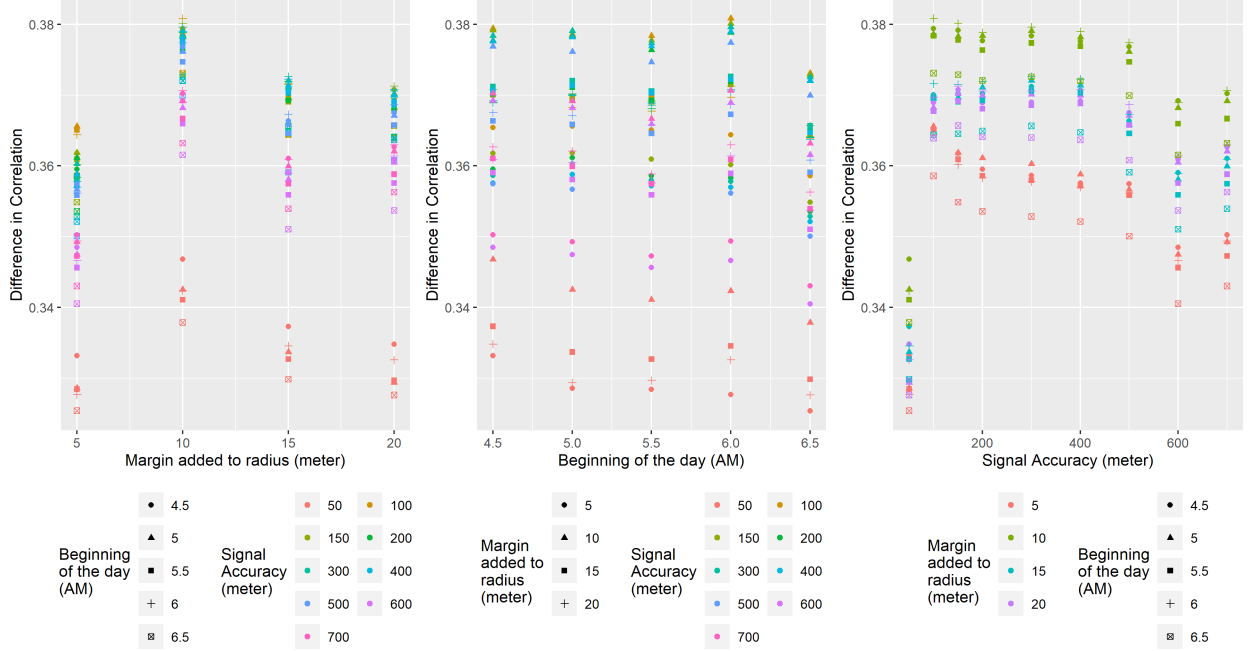 0.38
0.36
0.34
Difference in Correlation
5 10 15 20
Margin added to radius (meter)
Beginning
of the day
(AM)
4.5
5
5.5
6
6.5
Signal
Accuracy
(meter)
50 100
150 200
300 400
500 600
700
0.38
0.36
0.34
Difference in Correlation
4.5 5.0 5.5 6.0 6.5
Beginning of the day (AM)
Margin
added to
radius
(meter)
5
10
15
20
Signal
Accuracy
(meter)
50 100
150 200
300 400
500 600
700
0.38
0.36
0.34
Difference in Correlation
200 400 600
Signal Accuracy (meter)
Margin
added to
radius
(meter)
5
10
15
20
Beginning
of the day
(AM)
4.5
5
5.5
6
6.5